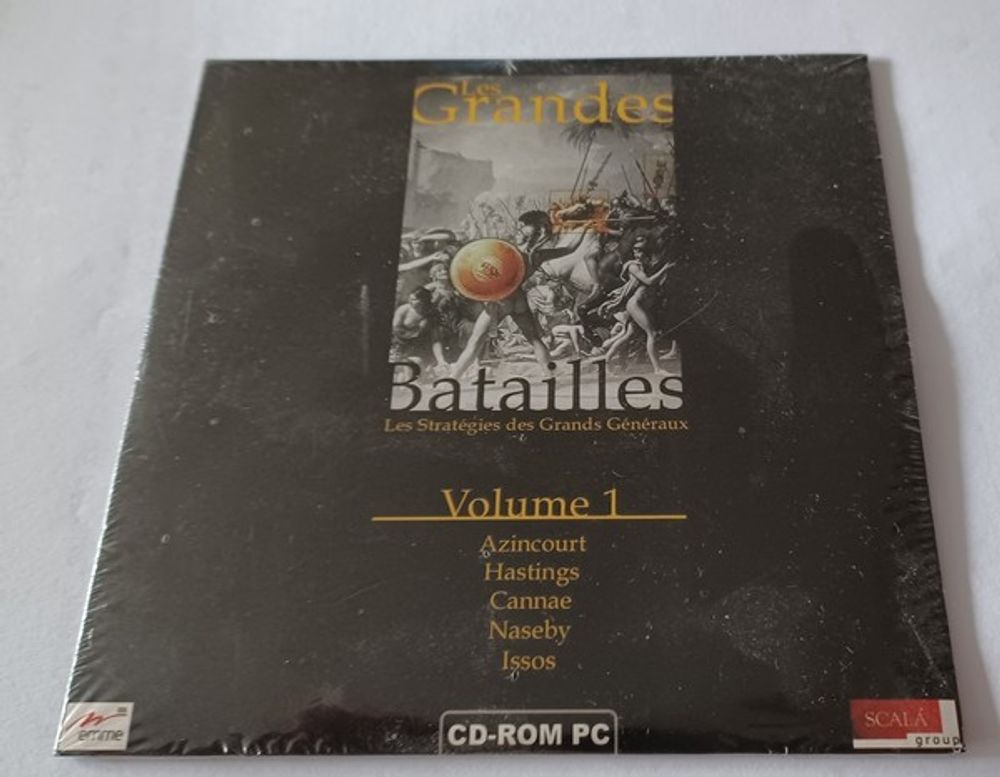 Les
Grandes
Batailles
Les Stratégies des Grands Généraux
Volume 1
Azincourt
Hastings
Cannae
Naseby
Issos
emme
CD-ROM PC
SCALA
group